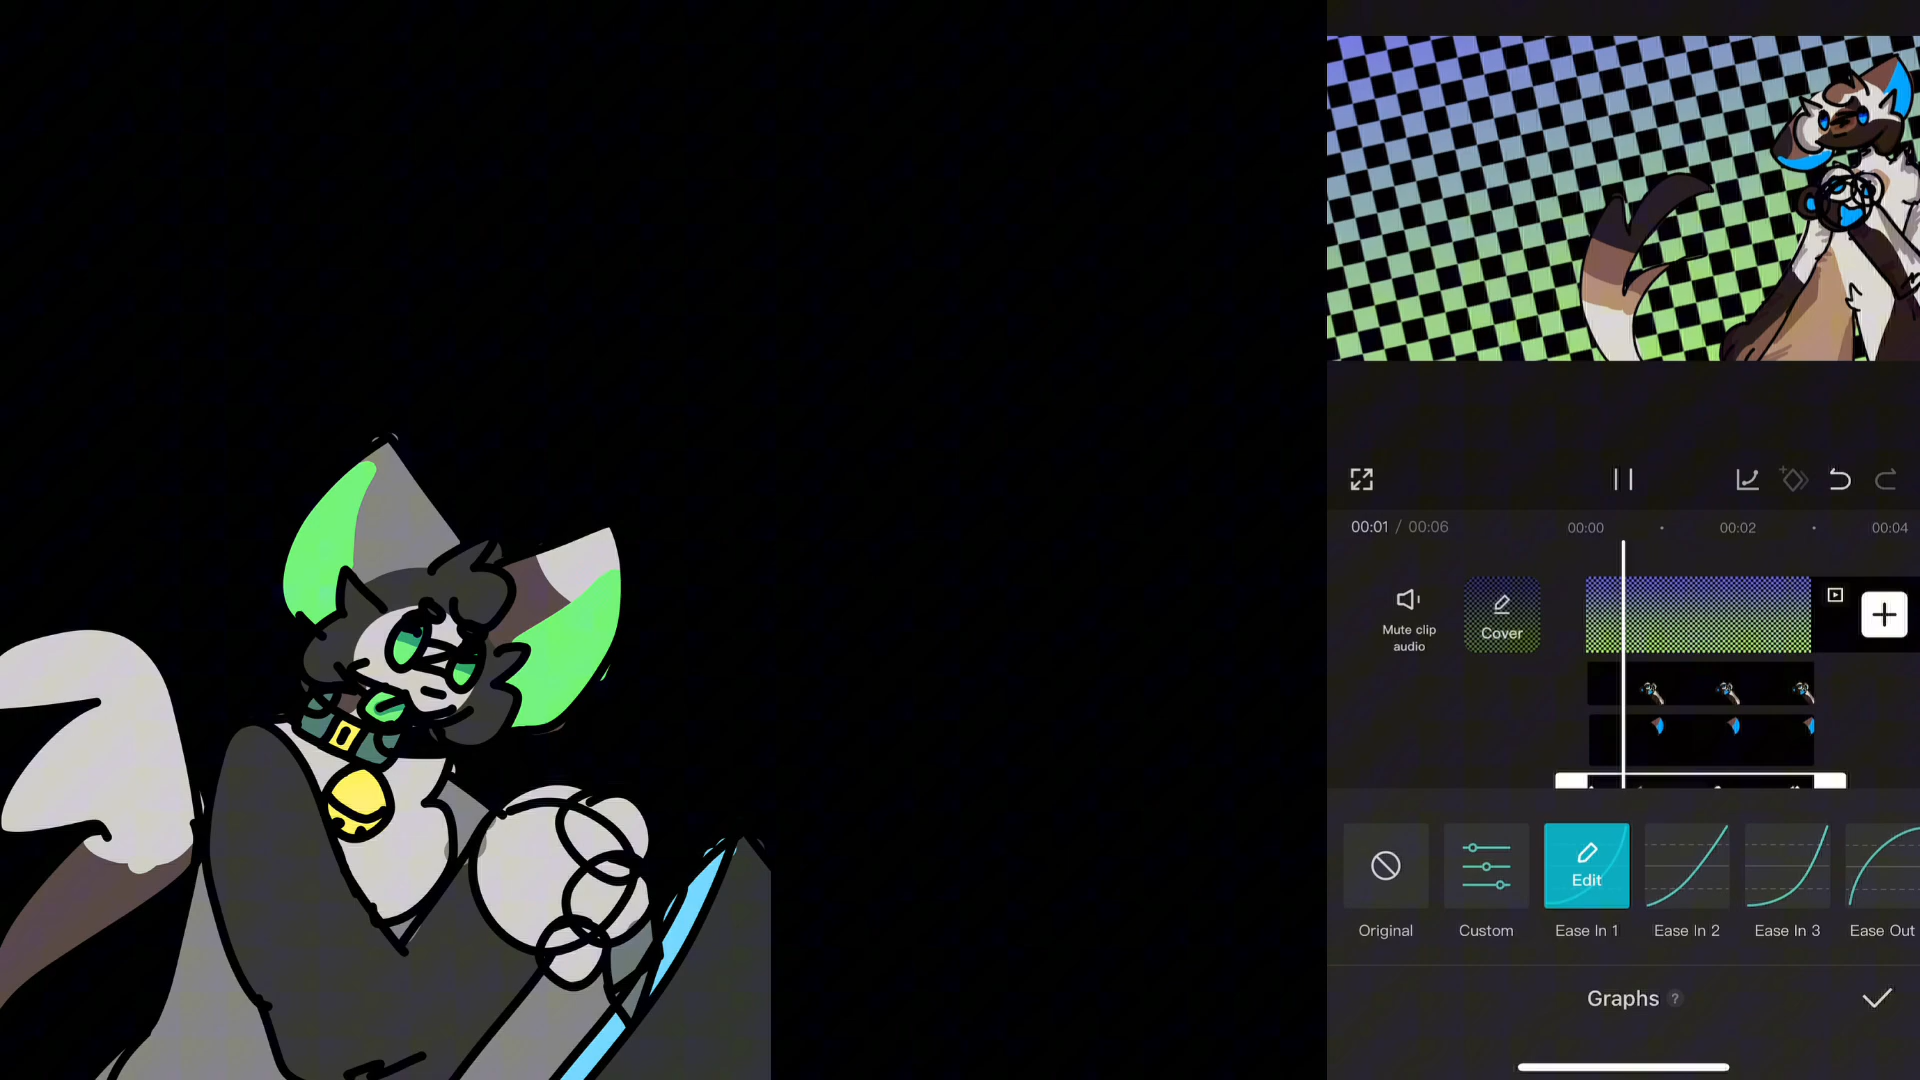 00:01 / 00:06
00:00
00:02
00:04
Mute clip
audio
Cover
Edit
Original
Custom
Ease In 1
Ease In 2
Ease In 3
Ease Out
Graphs ?